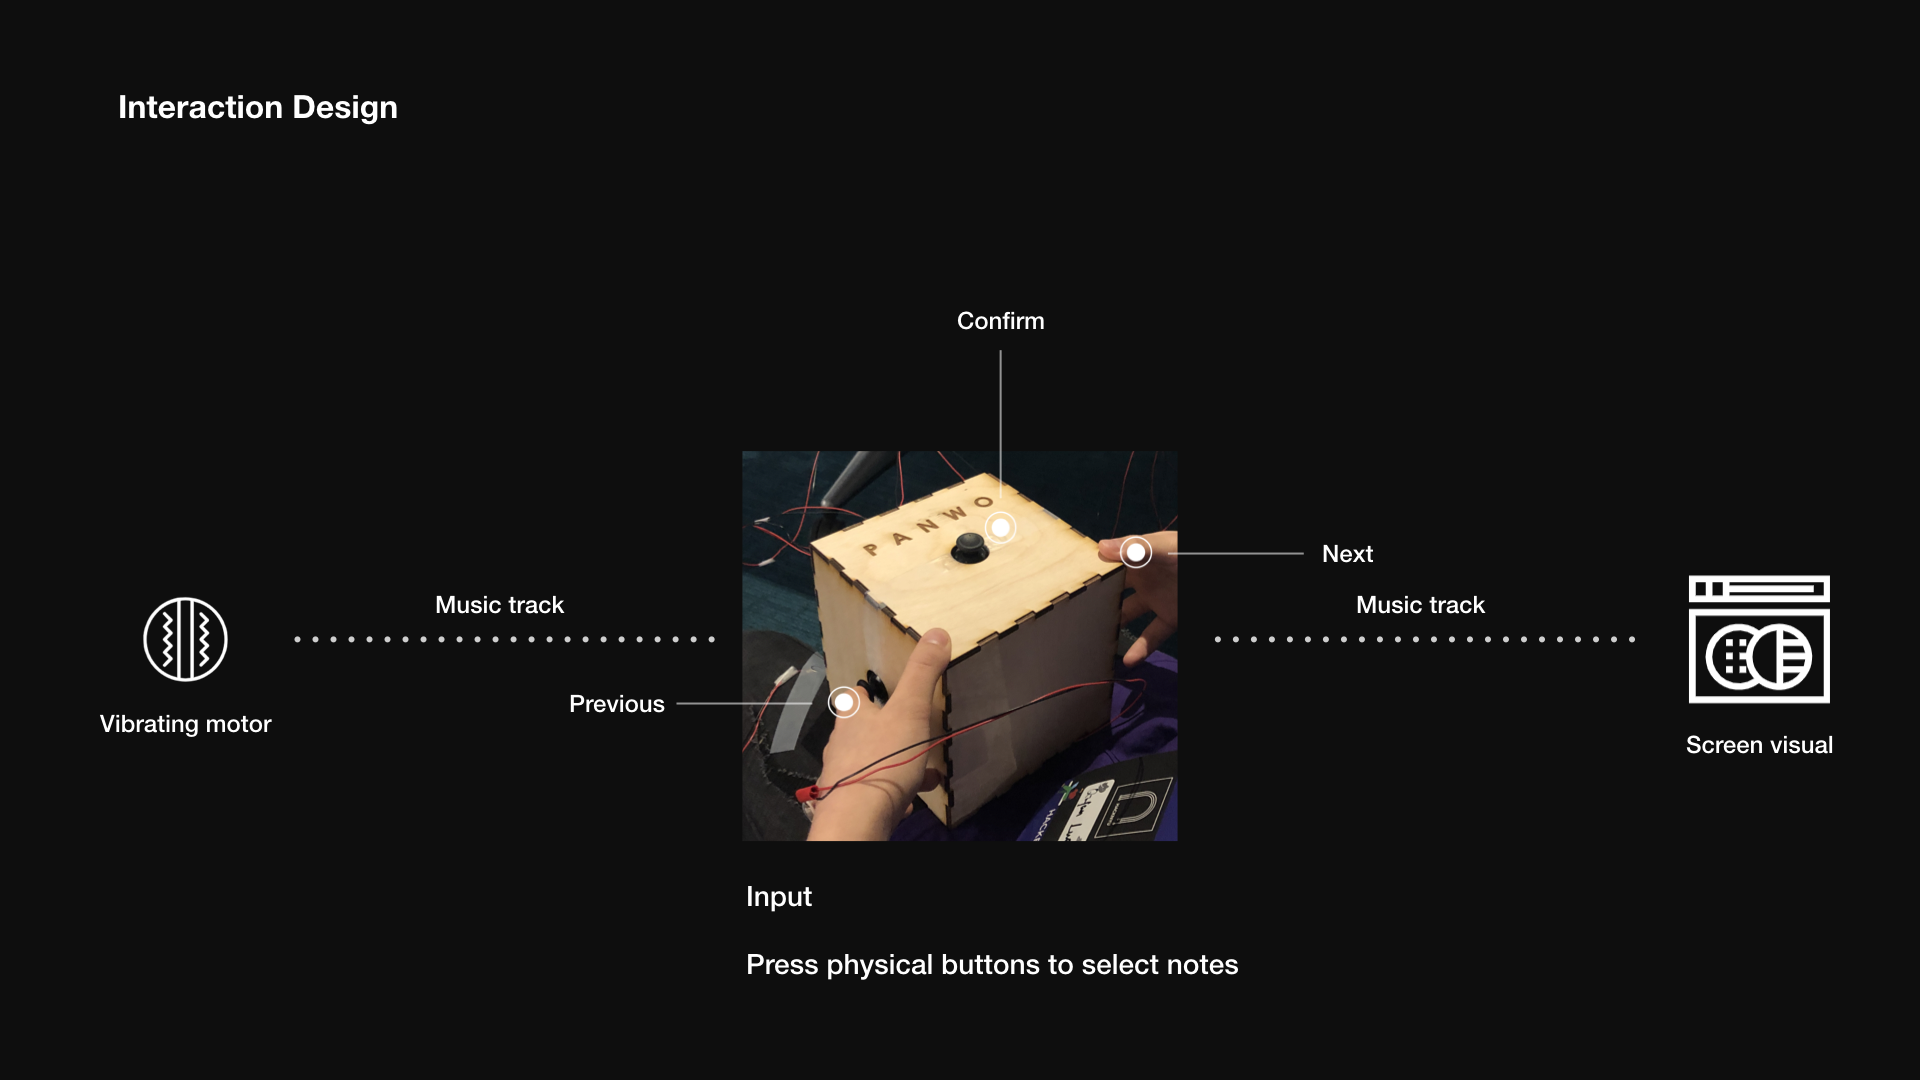 Interaction Design
Confirm
PANWO
Next
Music track
Music track
Previous
Vibrating motor
Screen visual
Input
Press physical buttons to select notes